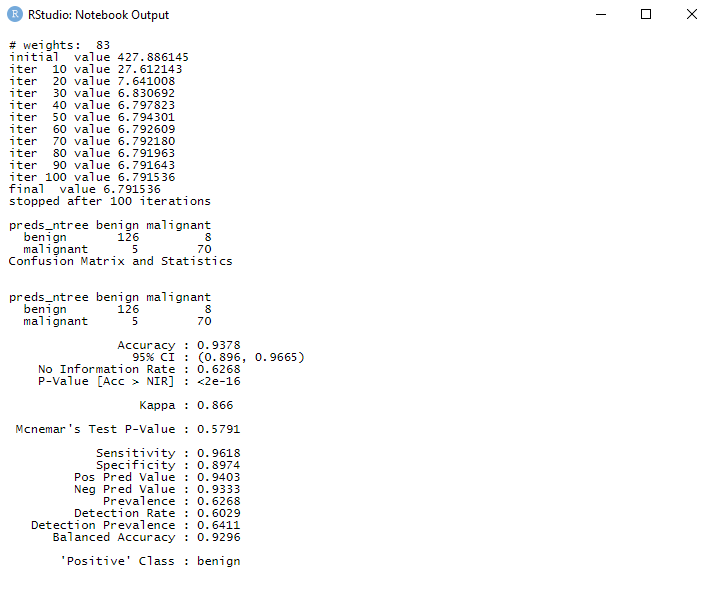 RStudio: Notebook Output
# weights:  83
initial  value 427.886145
iter  10 value 27.612143
iter  20 value 7.641008
iter  30 value 6.830692
iter  40 value 6.797823
iter  50 value 6.794301
iter  60 value 6.792609
iter  70 value 6.792180
iter  80 value 6.791963
iter  90 value 6.791643
iter 100 value 6.791536
final  value 6.791536
stopped after 100 iterations
preds_ntree benign malignant
  benign       126         8
  malignant      5        70
Confusion Matrix and Statistics
preds_ntree benign malignant
  benign       126         8
  malignant      5        70
Accuracy : 0.9378
95% CI : (0.896, 0.9665)
No Information Rate : 0.6268
P-Value [Acc > NIR] : <2e-16
Kappa : 0.866
Mcnemar's Test P-Value : 0.5791
Sensitivity : 0.9618
Specificity : 0.8974
Pos Pred Value : 0.9403
Neg Pred Value : 0.9333
Prevalence : 0.6268
Detection Rate : 0.6029
Detection Prevalence : 0.6411
Balanced Accuracy : 0.9296
'Positive' Class : benign